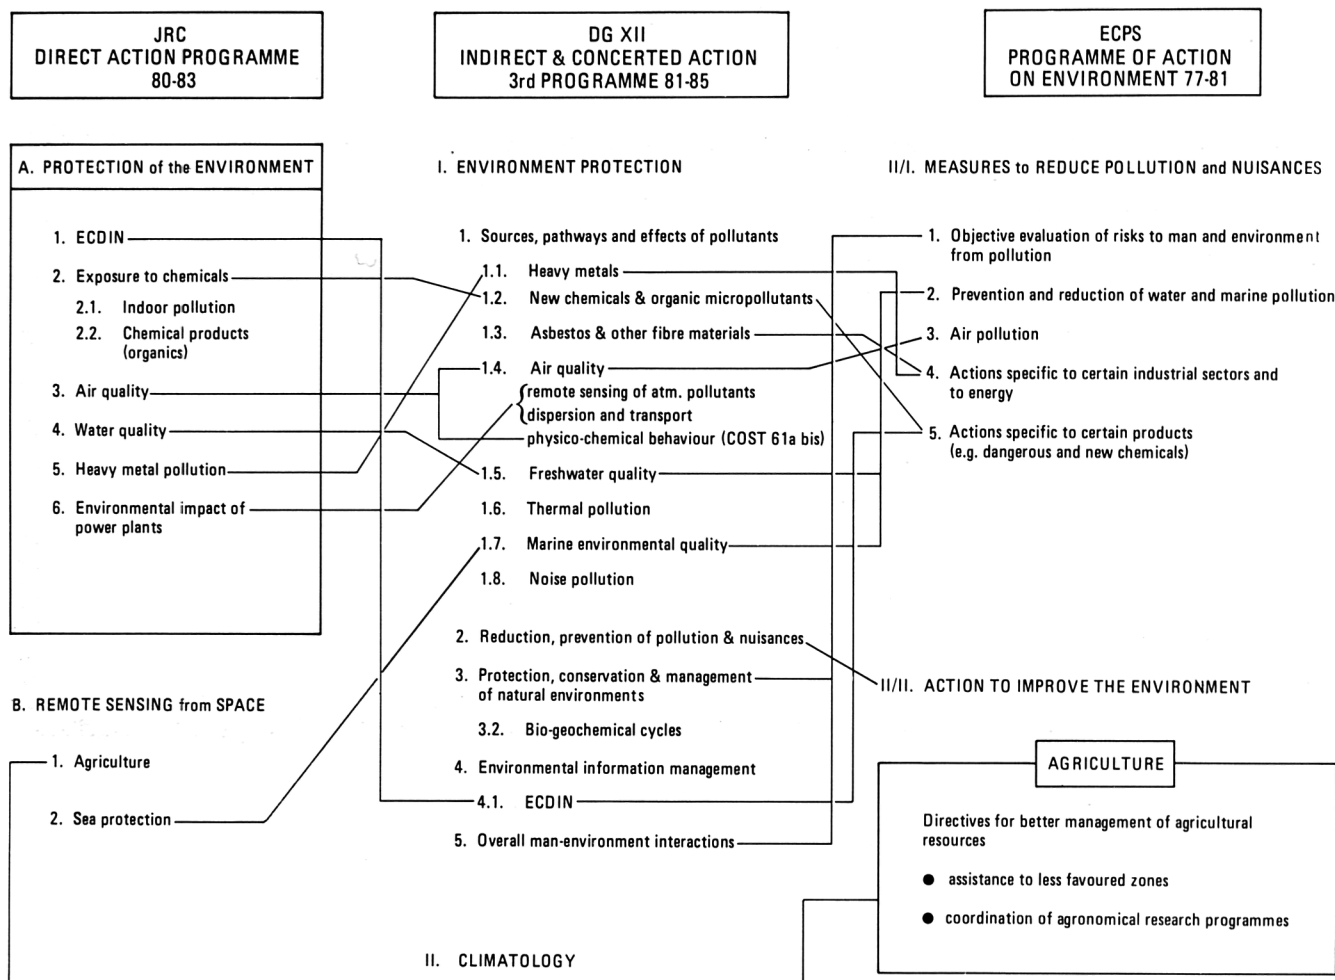 JRC
DIRECT ACTION PROGRAMME
80-83
DG XII
INDIRECT & CONCERTED ACTION
3rd PROGRAMME 81-85
ECPS
PROGRAMME OF ACTION
ON ENVIRONMENT 77-81
A. PROTECTION of the ENVIRONMENT
1. ECDIN
2. Exposure to chemicals
2.1. Indoor pollution
2.2. Chemical products
(organics)
3. Air quality
4. Water quality
5. Heavy metal pollution
6. Environmental impact of
power plants
B. REMOTE SENSING from SPACE
1. Agriculture
2. Sea protection
I. ENVIRONMENT PROTECTION
1. Sources, pathways and effects of pollutants
1.1. Heavy metals
1.2. New chemicals & organic micropollutants
1.3. Asbestos & other fibre materials
1.4. Air quality
remote sensing of atm. pollutants
dispersion and transport
physico-chemical behaviour (COST 61a bis)
1.5. Freshwater quality
1.6. Thermal pollution
1.7. Marine environmental quality
1.8. Noise pollution
2. Reduction, prevention of pollution & nuisances
3. Protection, conservation & management
of natural environments
3.2. Bio-geochemical cycles
4. Environmental information management
4.1. ECDIN
5. Overall man-environment interactions
II. CLIMATOLOGY
II/I. MEASURES to REDUCE POLLUTION and NUISANCES
1. Objective evaluation of risks to man and environment
from pollution
2. Prevention and reduction of water and marine pollution
3. Air pollution
4. Actions specific to certain industrial sectors and
to energy
5. Actions specific to certain products
(e.g. dangerous and new chemicals)
II/II. ACTION TO IMPROVE THE ENVIRONMENT
AGRICULTURE
Directives for better management of agricultural
resources
● assistance to less favoured zones
● coordination of agronomical research programmes